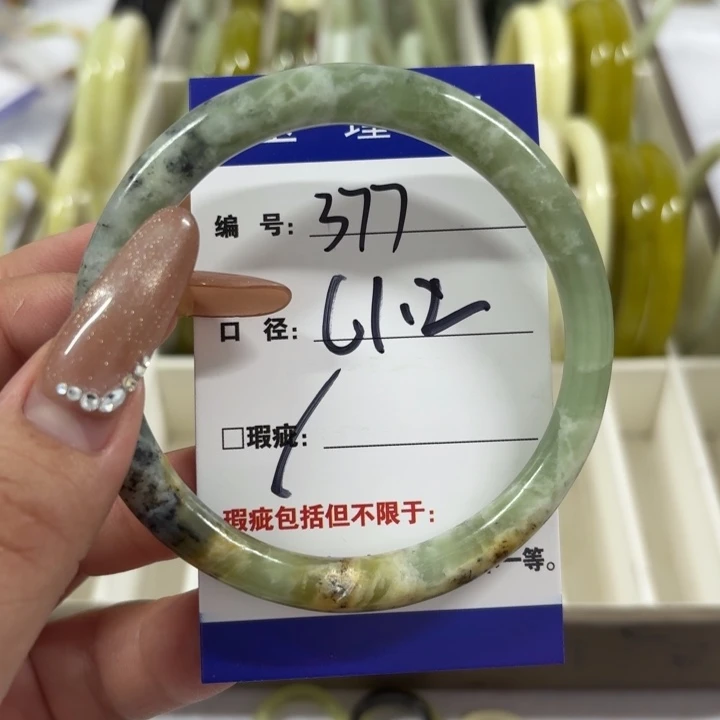 理
编 号: 377
口 径: 61.2
□瑕疵:
瑕疵包括但不限于:
一等。